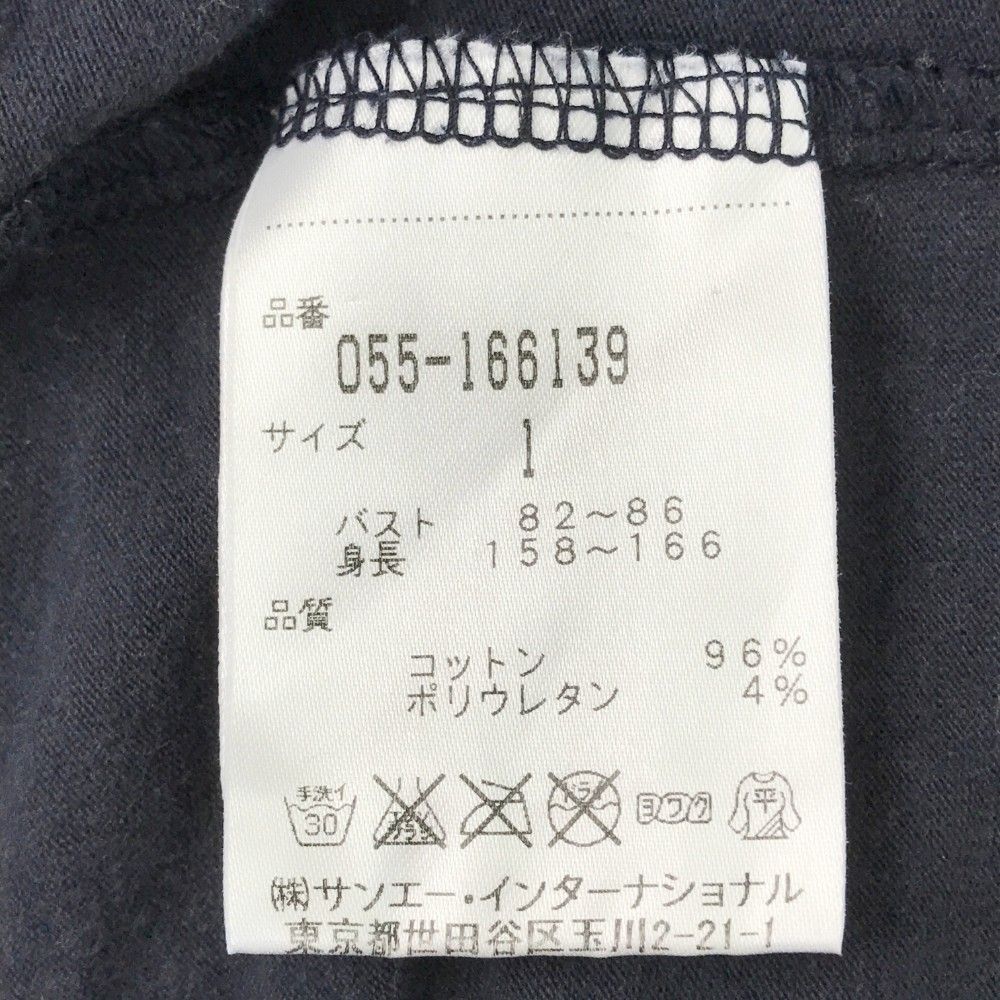 品番
055-166139
サイズ 1
バスト 82～86
身長 158～166
品質
コットン 96%
ポリウレタン 4%
手洗イ 30 ヨワク 平
㈱サンエー・インターナショナル
東京都世田谷区玉川2-21-1